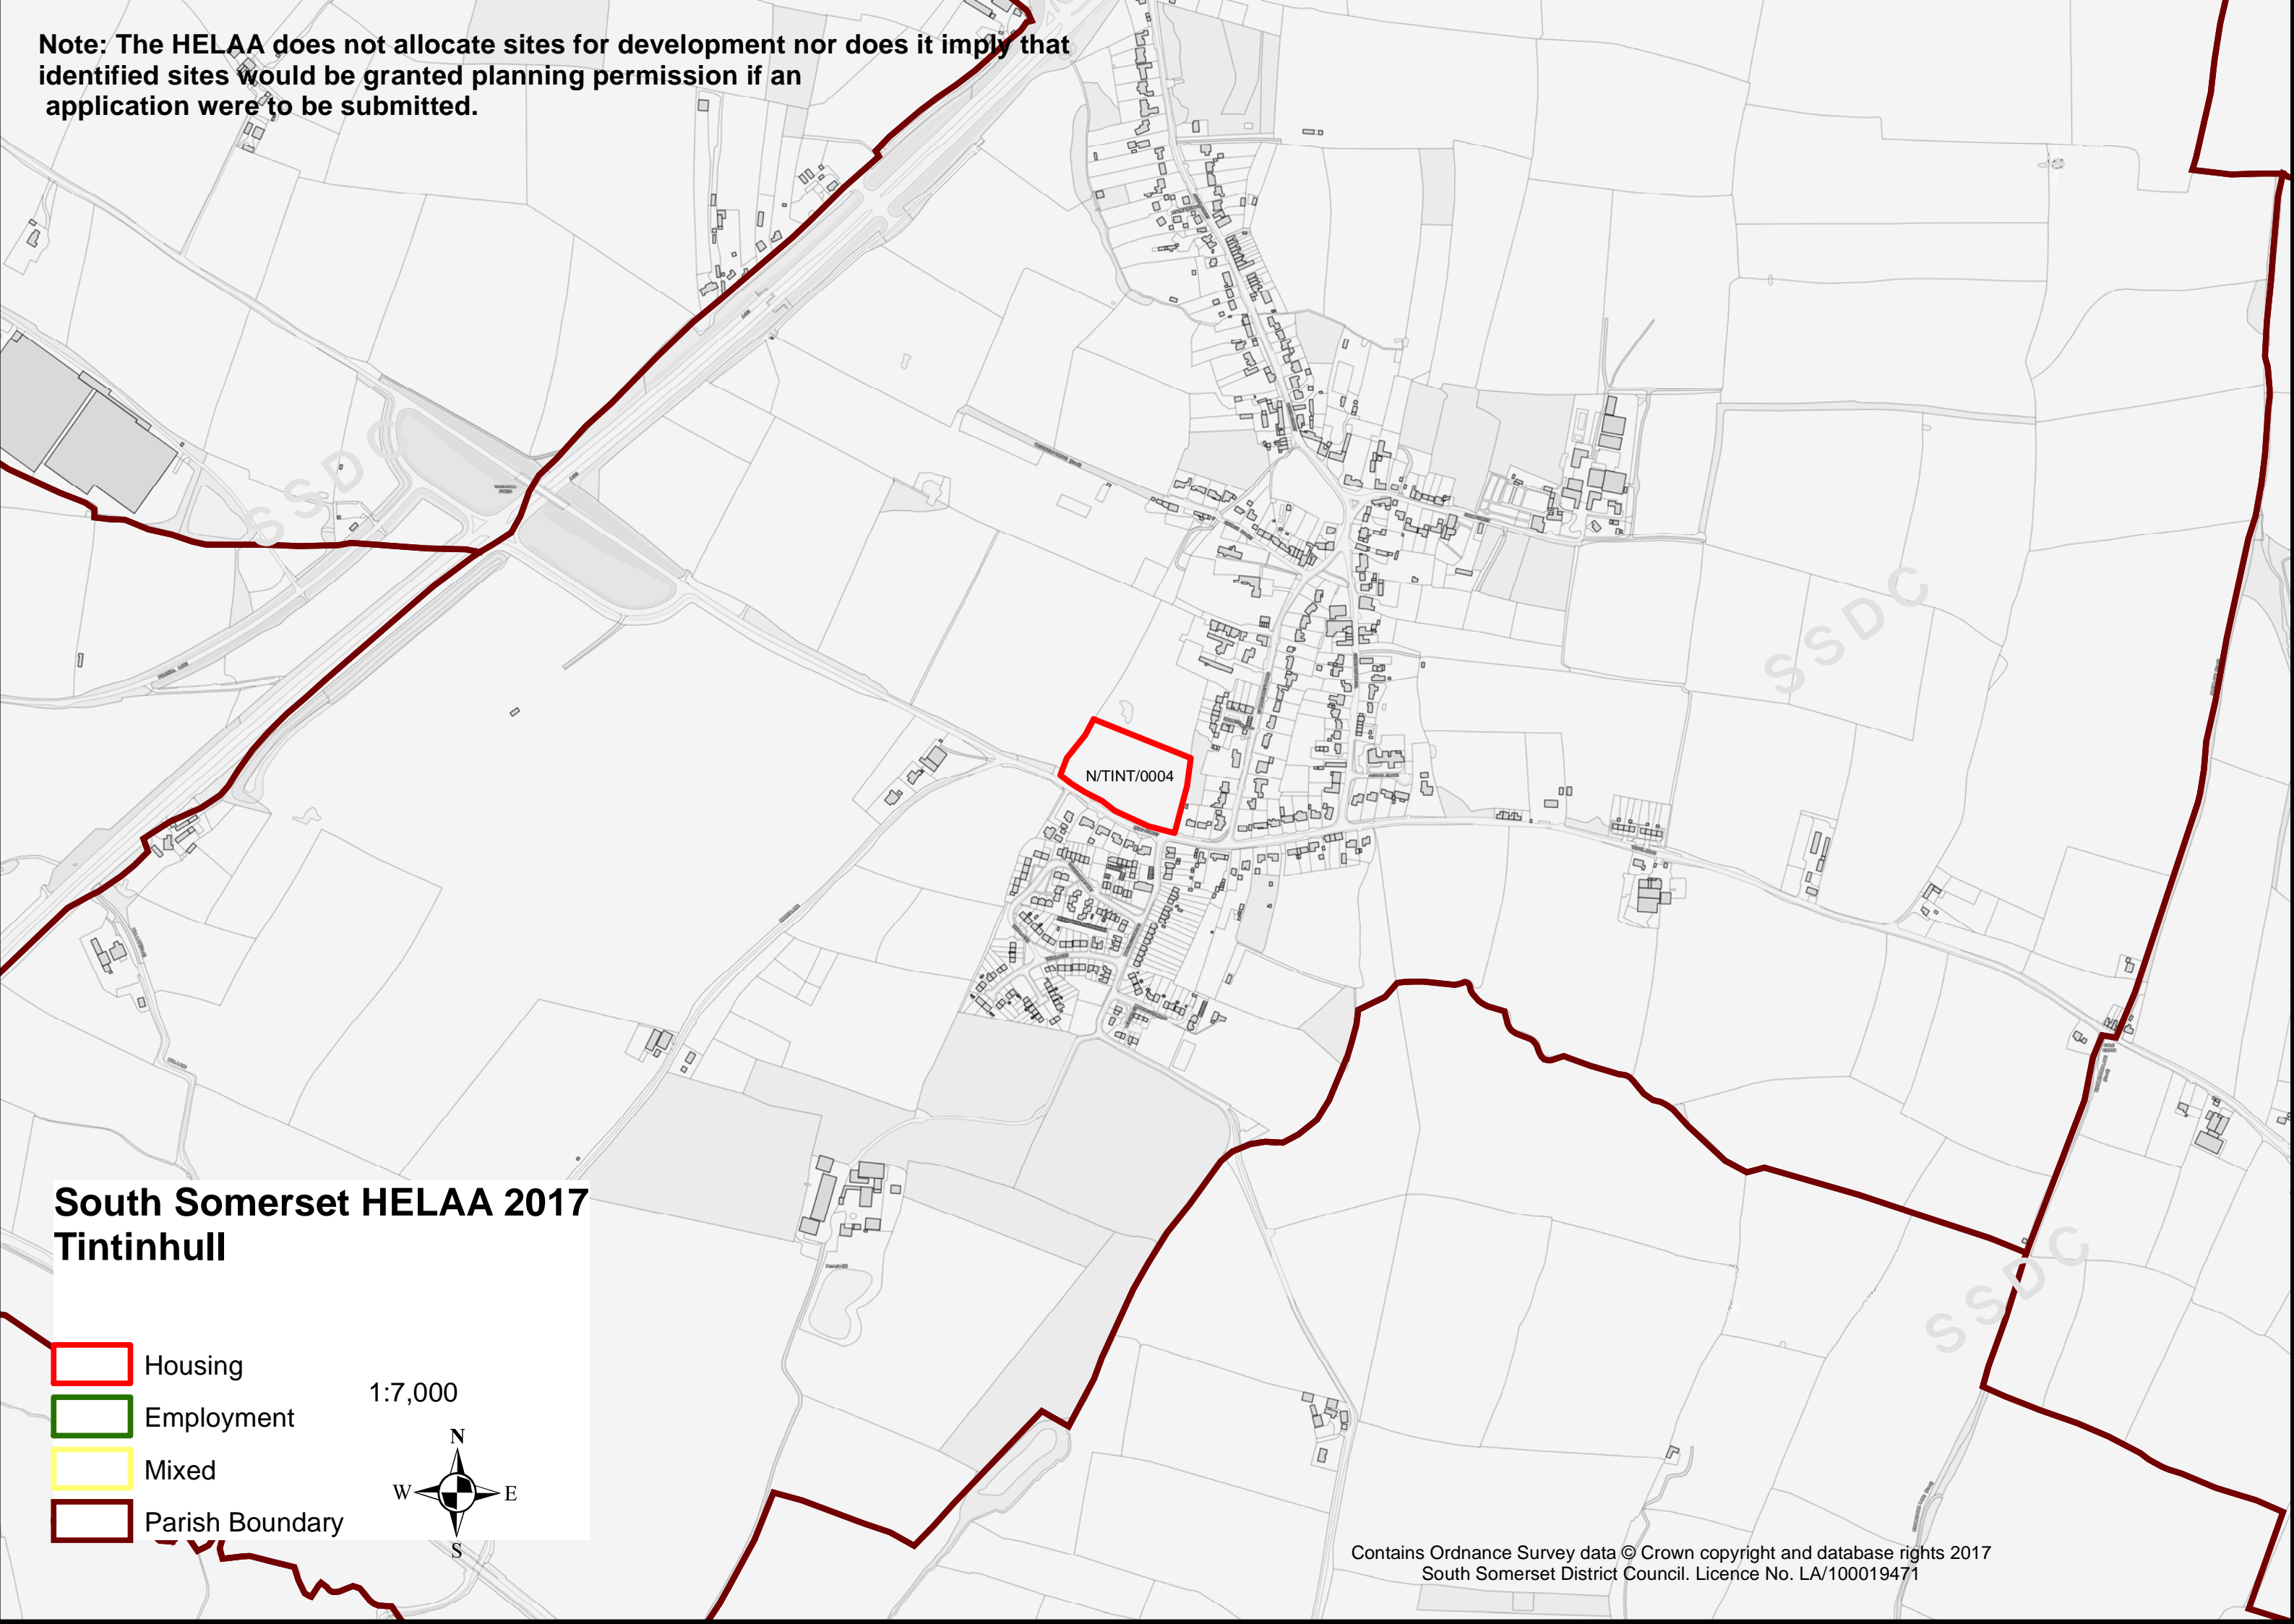 Note: The HELAA does not allocate sites for development nor does it imply that
identified sites would be granted planning permission if an
application were to be submitted.
SSDC
SSDC
N/TINT/0004
South Somerset HELAA 2017
Tintinhull
Housing
Employment
Mixed
Parish Boundary
1:7,000
N
W
E
S
SSDC
Contains Ordnance Survey data © Crown copyright and database rights 2017
South Somerset District Council. Licence No. LA/100019471